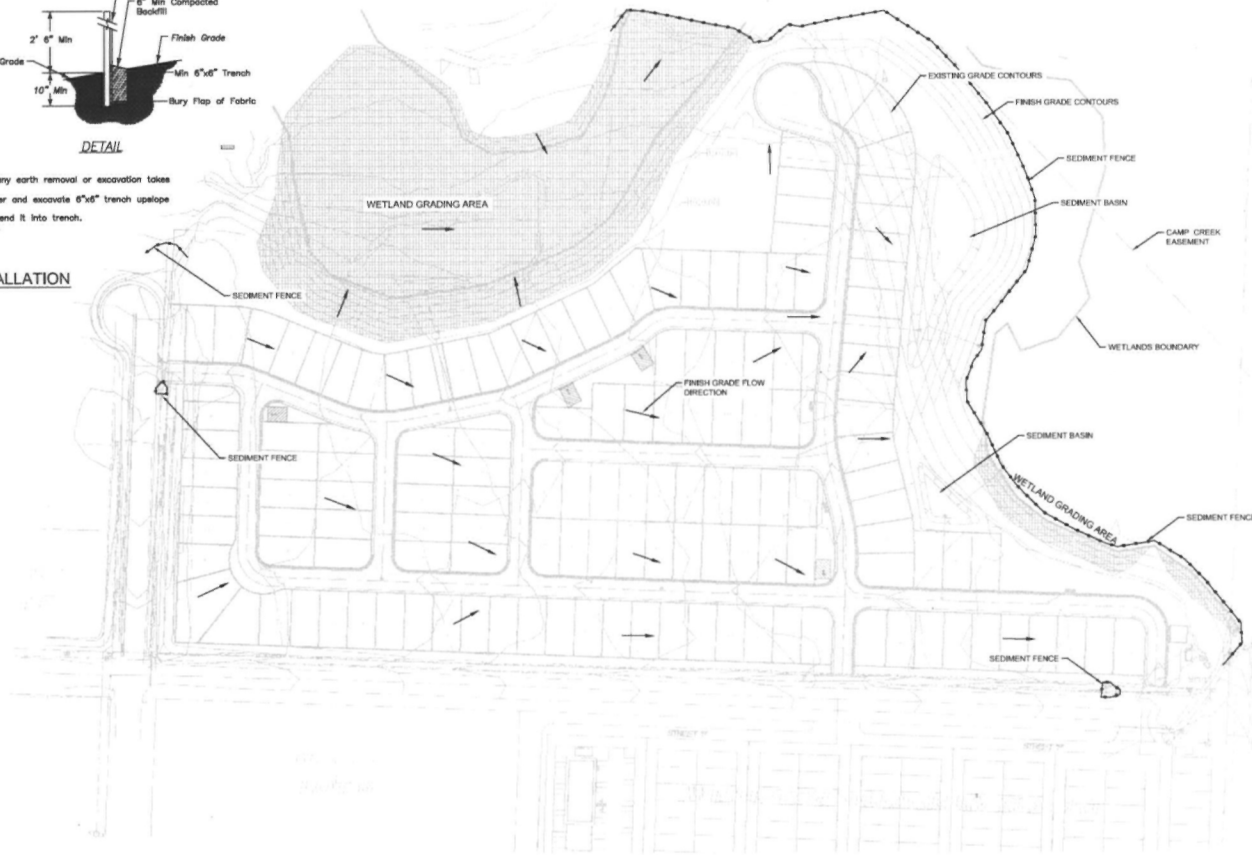 6" Min Compacted
Backfill
2' 6" Min
Finish Grade
Grade
Min 6"x6" Trench
10" Min
Bury Flap of Fabric
DETAIL
any earth removal or excavation takes
er and excavate 6"x6" trench upslope
end it into trench.
ALLATION
EXISTING GRADE CONTOURS
FINISH GRADE CONTOURS
SEDIMENT FENCE
SEDIMENT BASIN
WETLAND GRADING AREA
CAMP CREEK
EASEMENT
SEDIMENT FENCE
WETLANDS BOUNDARY
FINISH GRADE FLOW
DIRECTION
SEDIMENT BASIN
SEDIMENT FENCE
WETLAND GRADING AREA
SEDIMENT FENCE
SEDIMENT FENCE